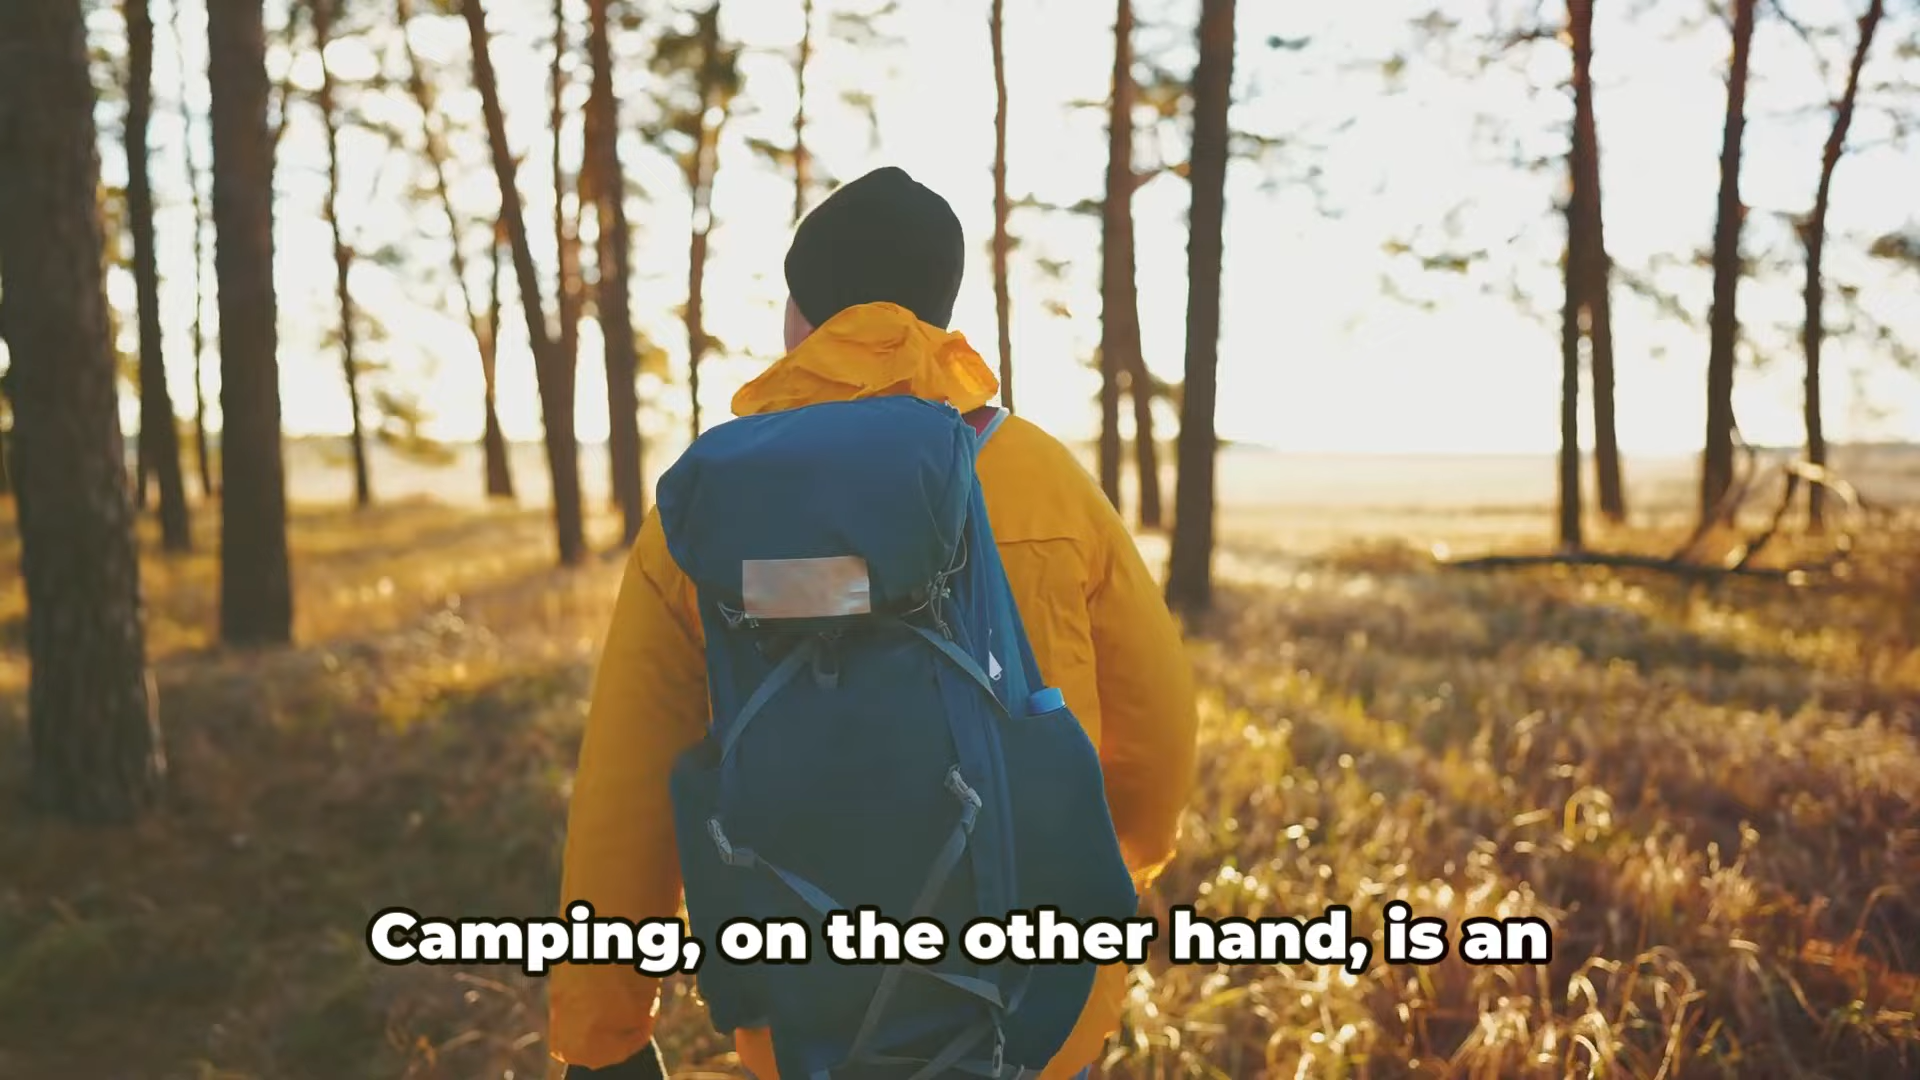 Camping, on the other hand, is an